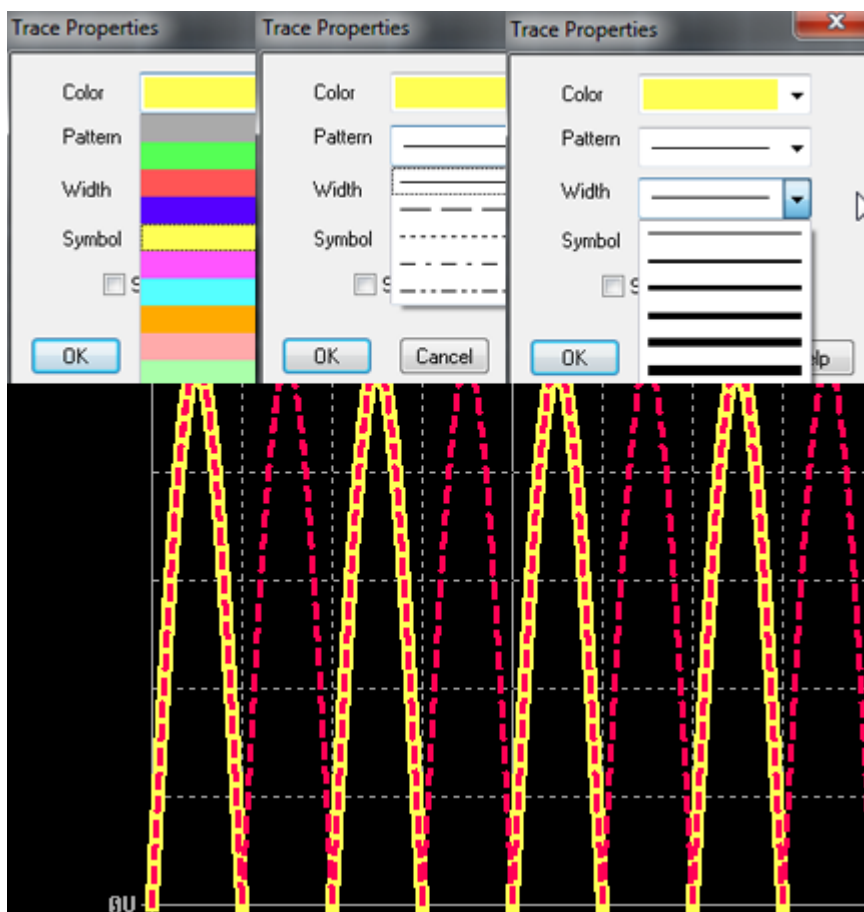 Trace Properties
Color
Pattern
Width
Symbol
OK
Trace Properties
Color
Pattern
Width
Symbol
OK
Cancel
Trace Properties
Color
Pattern
Width
Symbol
OK
0V